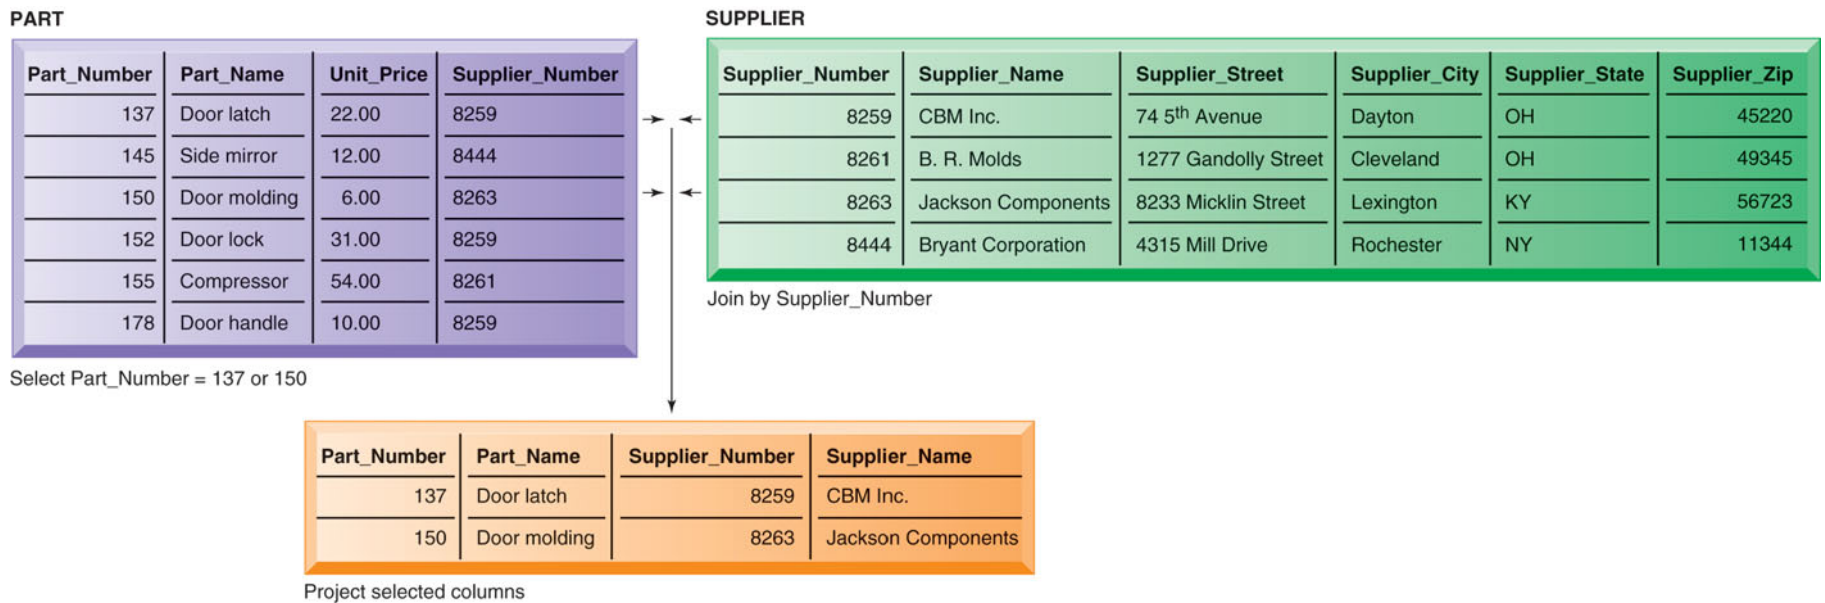 PART
Part_Number Part_Name Unit_Price Supplier_Number
137 Door latch 22.00 8259
145 Side mirror 12.00 8444
150 Door molding 6.00 8263
152 Door lock 31.00 8259
155 Compressor 54.00 8261
178 Door handle 10.00 8259
Select Part_Number = 137 or 150
SUPPLIER
Supplier_Number Supplier_Name Supplier_Street Supplier_City Supplier_State Supplier_Zip
8259 CBM Inc. 74 5th Avenue Dayton OH 45220
8261 B. R. Molds 1277 Gandolly Street Cleveland OH 49345
8263 Jackson Components 8233 Micklin Street Lexington KY 56723
8444 Bryant Corporation 4315 Mill Drive Rochester NY 11344
Join by Supplier_Number
Part_Number Part_Name Supplier_Number Supplier_Name
137 Door latch 8259 CBM Inc.
150 Door molding 8263 Jackson Components
Project selected columns